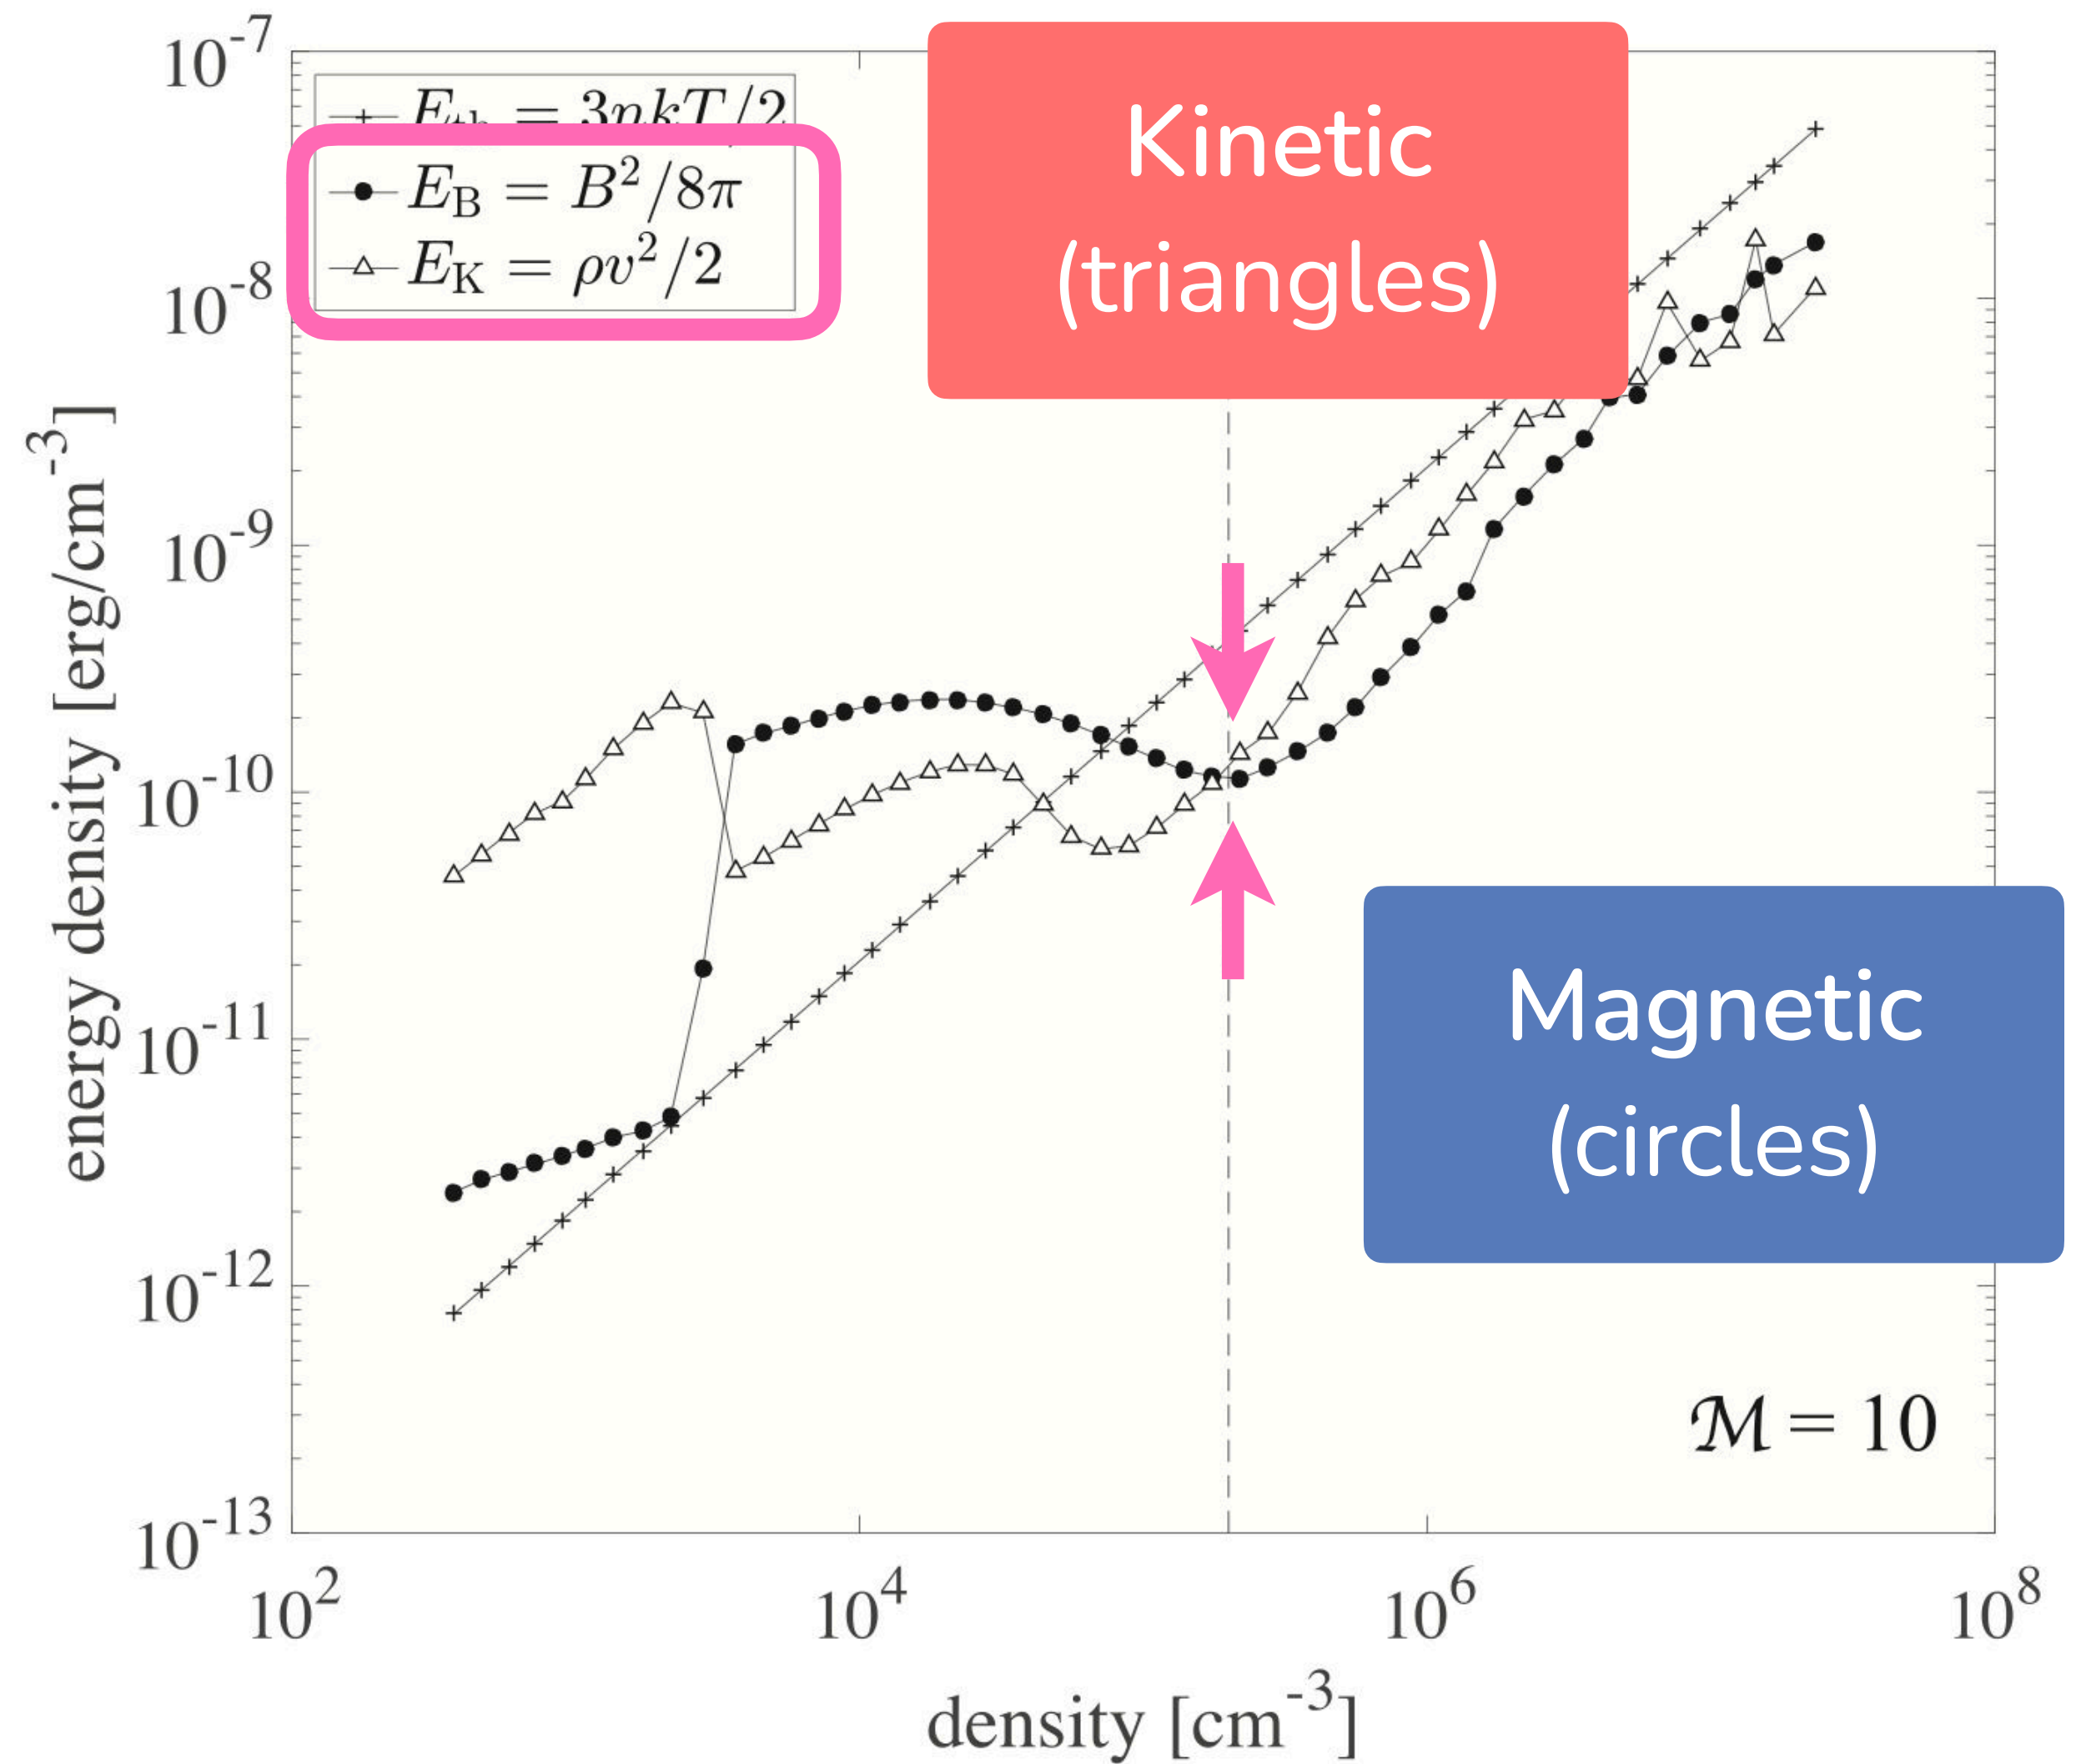 10^-7
E_th = 3nkT/2
E_B = B^2/8π
E_K = ρv^2/2
Kinetic
(triangles)
10^-8
10^-9
10^-10
10^-11
10^-12
10^-13
energy density [erg/cm^-3]
Magnetic
(circles)
ℳ = 10
10^2
10^4
10^6
10^8
density [cm^-3]